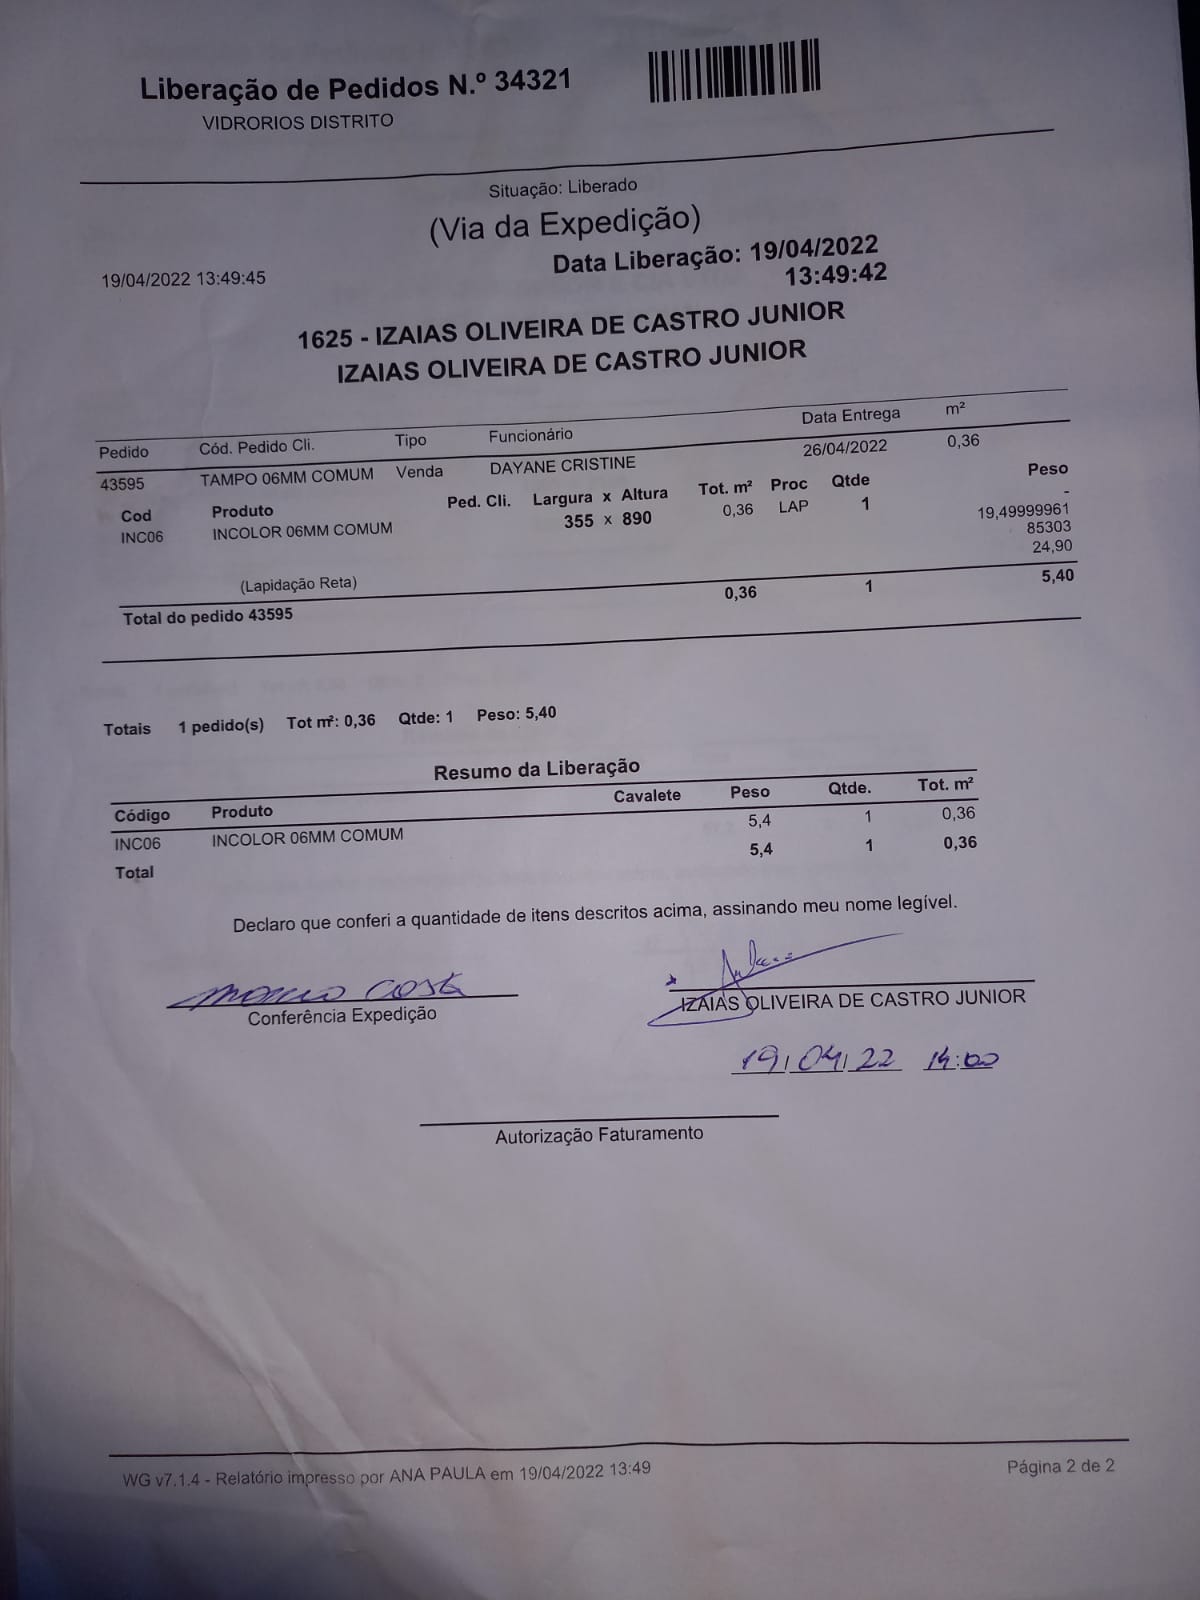 Liberação de Pedidos N.º 34321
VIDRORIOS DISTRITO
Situação: Liberado
(Via da Expedição)
19/04/2022 13:49:45
Data Liberação: 19/04/2022
13:49:42
1625 - IZAIAS OLIVEIRA DE CASTRO JUNIOR
IZAIAS OLIVEIRA DE CASTRO JUNIOR
Pedido Cód. Pedido Cli. Tipo Funcionário Data Entrega m²
43595 TAMPO 06MM COMUM Venda DAYANE CRISTINE 26/04/2022 0,36
Cod Produto Ped. Cli. Largura x Altura Tot. m² Proc Qtde Peso
INC06 INCOLOR 06MM COMUM 355 x 890 0,36 LAP 1 -
19,49999961
85303
24,90
(Lapidação Reta)
Total do pedido 43595 0,36 1 5,40
Totais 1 pedido(s) Tot m²: 0,36 Qtde: 1 Peso: 5,40
Resumo da Liberação
Código Produto Cavalete Peso Qtde. Tot. m²
INC06 INCOLOR 06MM COMUM 5,4 1 0,36
Total 5,4 1 0,36
Declaro que conferi a quantidade de itens descritos acima, assinando meu nome legível.
Costa
Conferência Expedição
IZAIAS OLIVEIRA DE CASTRO JUNIOR
19/04/22 14:00
Autorização Faturamento
WG v7.1.4 - Relatório impresso por ANA PAULA em 19/04/2022 13:49
Página 2 de 2